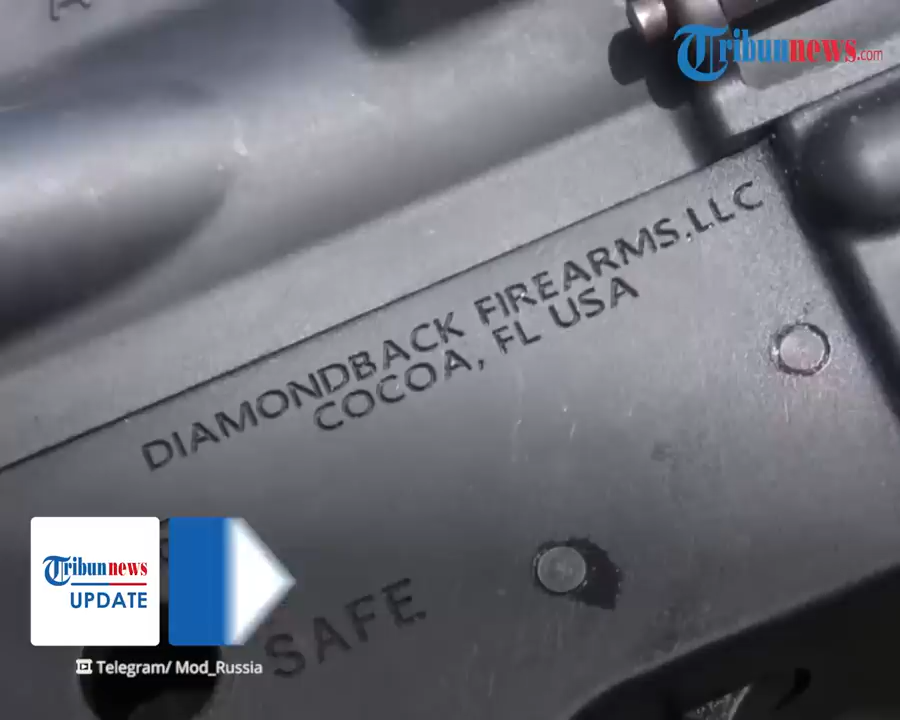 Tribunnews.com
DIAMONDBACK FIREARMS,LLC
COCOA, FL USA
Tribunnews
UPDATE
SAFE
Telegram/ Mod_Russia